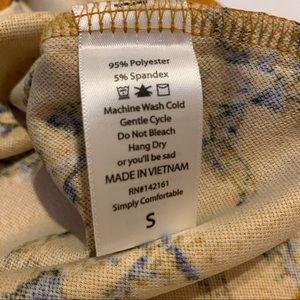 95% Polyester
5% Spandex
Machine Wash Cold
Gentle Cycle
Do Not Bleach
Hang Dry
or you'll be sad
MADE IN VIETNAM
RN#142161
Simply Comfortable
S